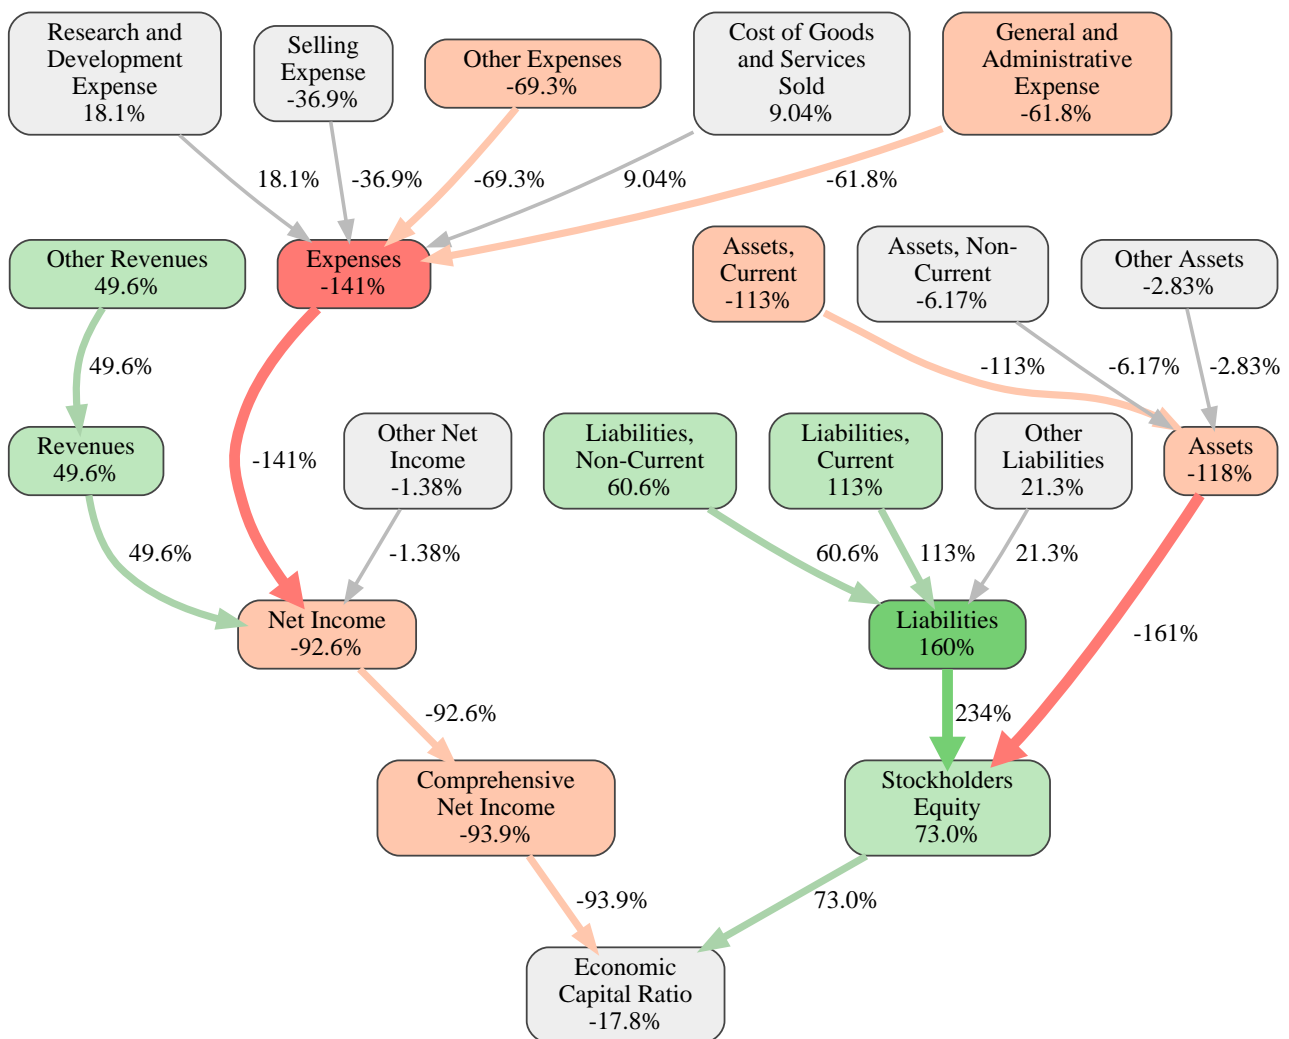 Research and
Development
Expense
18.1%
Selling
Expense
-36.9%
Other Expenses
-69.3%
Cost of Goods
and Services
Sold
9.04%
General and
Administrative
Expense
-61.8%
18.1%
-36.9%
-69.3%
9.04%
-61.8%
Other Revenues
49.6%
Expenses
-141%
Assets,
Current
-113%
Assets, Non-
Current
-6.17%
Other Assets
-2.83%
49.6%
-113%
-6.17%
-2.83%
Revenues
49.6%
-141%
Other Net
Income
-1.38%
Liabilities,
Non-Current
60.6%
Liabilities,
Current
113%
Other
Liabilities
21.3%
Assets
-118%
49.6%
-1.38%
60.6%
113%
21.3%
Net Income
-92.6%
Liabilities
160%
-161%
-92.6%
234%
Comprehensive
Net Income
-93.9%
Stockholders
Equity
73.0%
-93.9%
73.0%
Economic
Capital Ratio
-17.8%